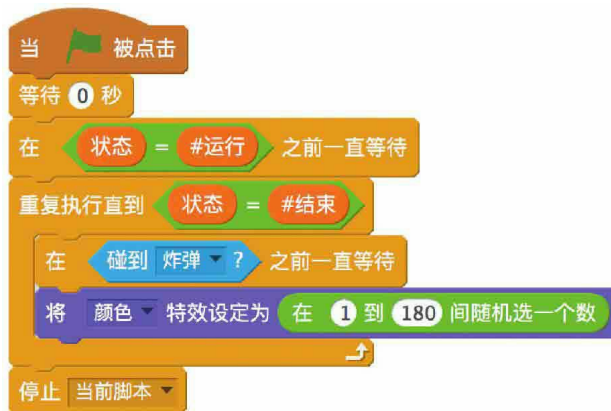 当 被点击
等待 0 秒
在 状态 = #运行 之前一直等待
重复执行直到 状态 = #结束
在 碰到 炸弹 ? 之前一直等待
将 颜色 特效设定为 在 1 到 180 间随机选一个数
停止 当前脚本